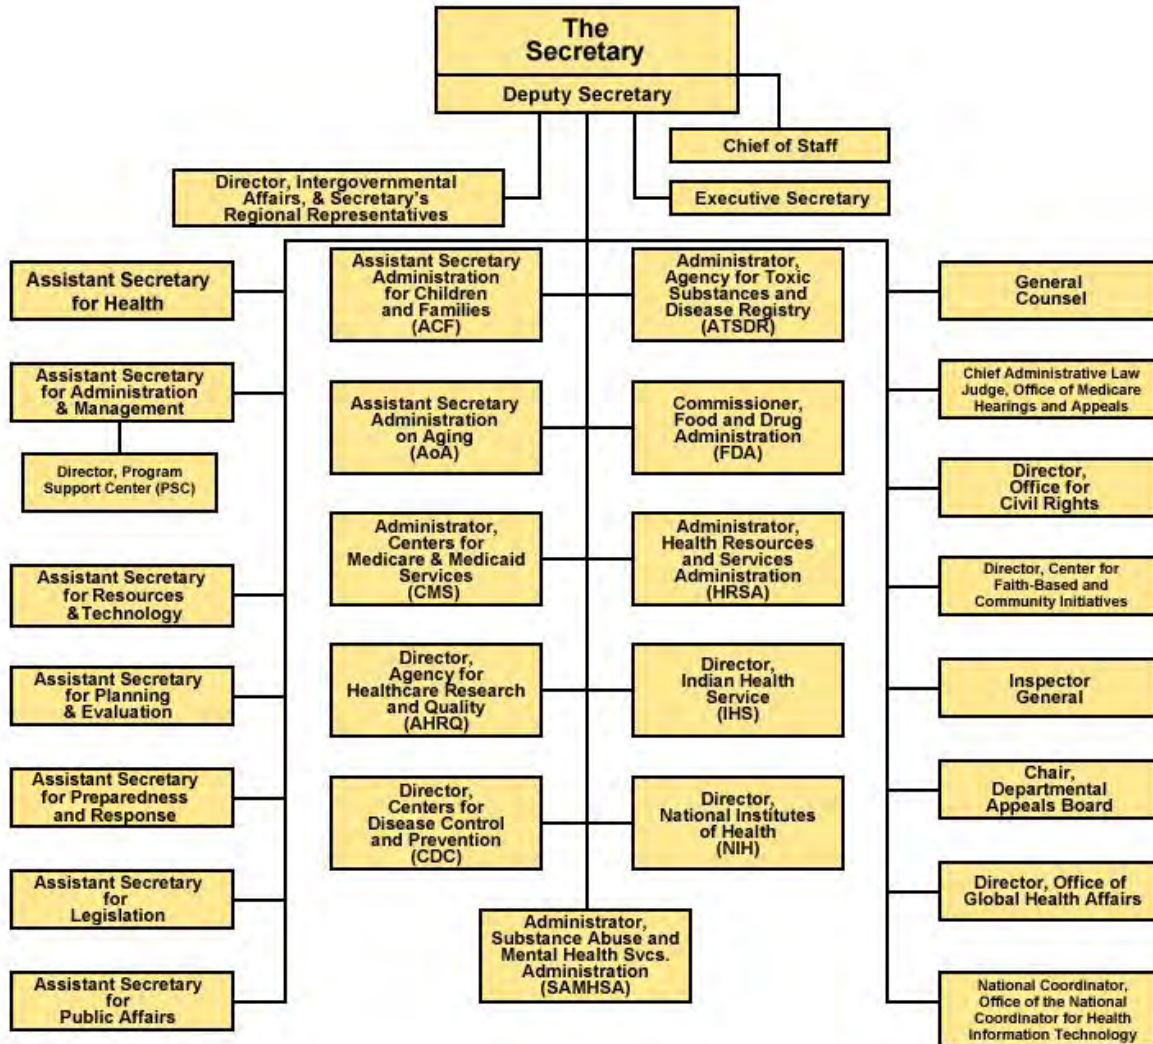 The
Secretary
Deputy Secretary
Chief of Staff
Director, Intergovernmental
Affairs, & Secretary's
Regional Representatives
Executive Secretary
Assistant Secretary
for Health
Assistant Secretary
for Administration
& Management
Director, Program
Support Center (PSC)
Assistant Secretary
for Resources
& Technology
Assistant Secretary
for Planning
& Evaluation
Assistant Secretary
for Preparedness
and Response
Assistant Secretary
for
Legislation
Assistant Secretary
for
Public Affairs
Assistant Secretary
Administration
for Children
and Families
(ACF)
Administrator,
Agency for Toxic
Substances and
Disease Registry
(ATSDR)
Assistant Secretary
Administration
on Aging
(AoA)
Commissioner,
Food and Drug
Administration
(FDA)
Administrator,
Centers for
Medicare & Medicaid
Services
(CMS)
Administrator,
Health Resources
and Services
Administration
(HRSA)
Director,
Agency for
Healthcare Research
and Quality
(AHRQ)
Director,
Indian Health
Service
(IHS)
Director,
Centers for
Disease Control
and Prevention
(CDC)
Director,
National Institutes
of Health
(NIH)
Administrator,
Substance Abuse and
Mental Health Svcs.
Administration
(SAMHSA)
General
Counsel
Chief Administrative Law
Judge, Office of Medicare
Hearings and Appeals
Director,
Office for
Civil Rights
Director, Center for
Faith-Based and
Community Initiatives
Inspector
General
Chair,
Departmental
Appeals Board
Director, Office of
Global Health Affairs
National Coordinator,
Office of the National
Coordinator for Health
Information Technology